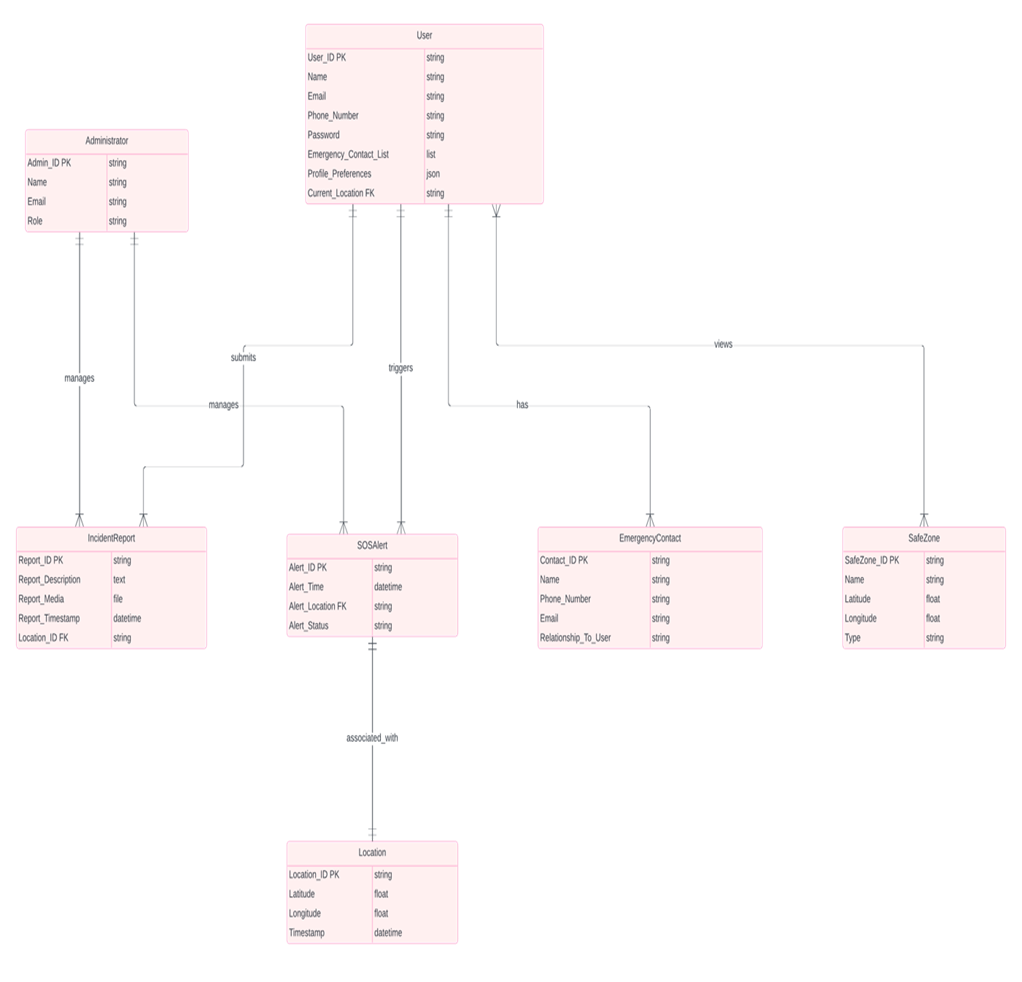 User
User_ID PK string
Name string
Email string
Phone_Number string
Password string
Emergency_Contact_List list
Profile_Preferences json
Current_Location FK string
Administrator
Admin_ID PK string
Name string
Email string
Role string
submits
triggers
views
manages
manages
has
IncidentReport
Report_ID PK string
Report_Description text
Report_Media file
Report_Timestamp datetime
Location_ID FK string
SOSAlert
Alert_ID PK string
Alert_Time datetime
Alert_Location FK string
Alert_Status string
EmergencyContact
Contact_ID PK string
Name string
Phone_Number string
Email string
Relationship_To_User string
SafeZone
SafeZone_ID PK string
Name string
Latitude float
Longitude float
Type string
associated_with
Location
Location_ID PK string
Latitude float
Longitude float
Timestamp datetime